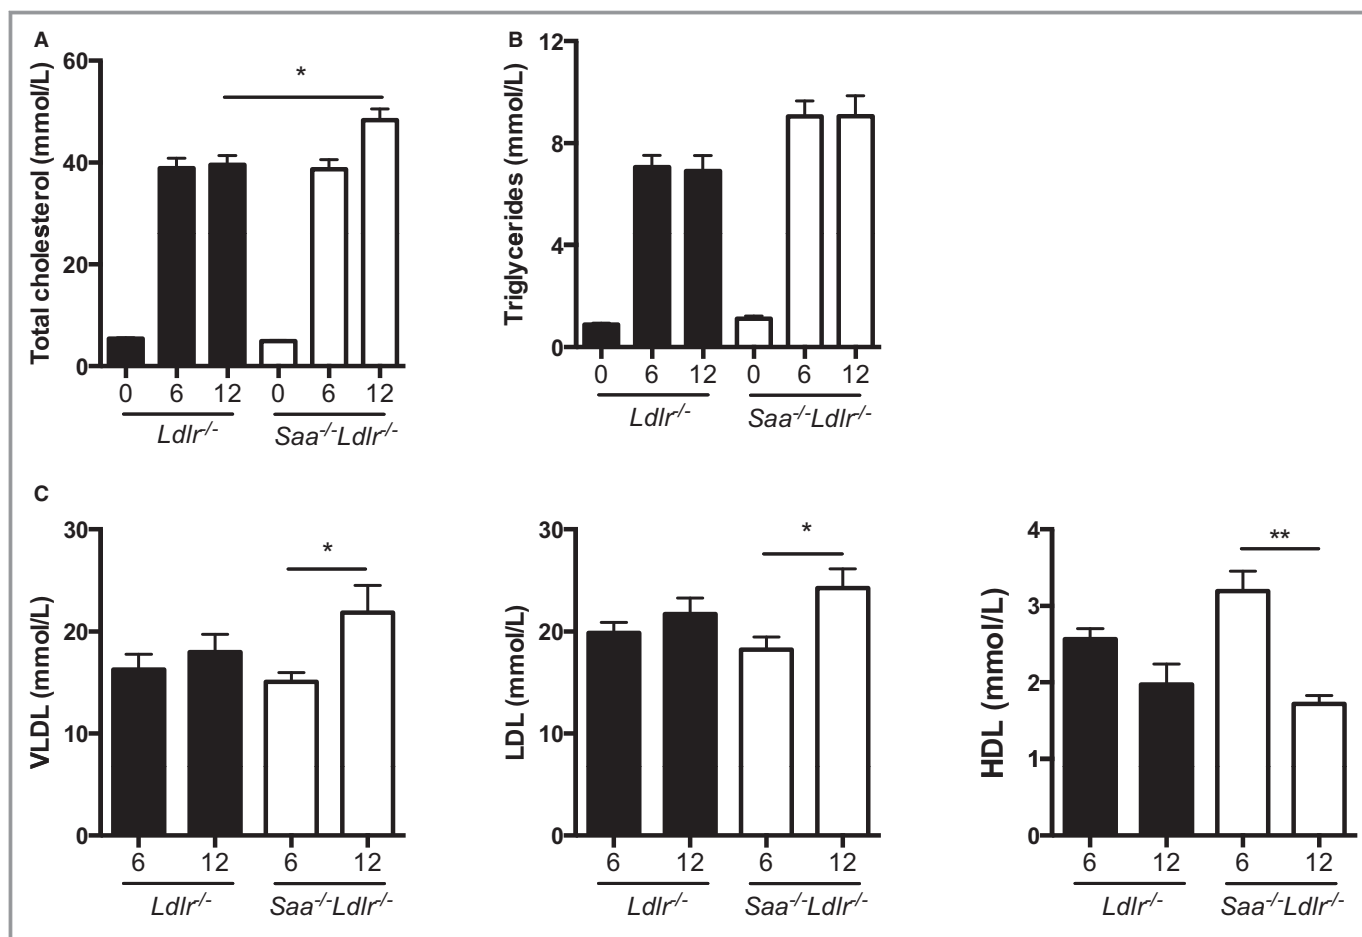 A
Total cholesterol (mmol/L)
60
40
20
0
*
0 6 12 0 6 12
Ldlr-/- Saa-/-Ldlr-/-
B
Triglycerides (mmol/L)
12
8
4
0
0 6 12 0 6 12
Ldlr-/- Saa-/-Ldlr-/-
C
VLDL (mmol/L)
30
20
10
0
*
6 12 6 12
Ldlr-/- Saa-/-Ldlr-/-
LDL (mmol/L)
30
20
10
0
*
6 12 6 12
Ldlr-/- Saa-/-Ldlr-/-
HDL (mmol/L)
4
3
2
1
0
**
6 12 6 12
Ldlr-/- Saa-/-Ldlr-/-